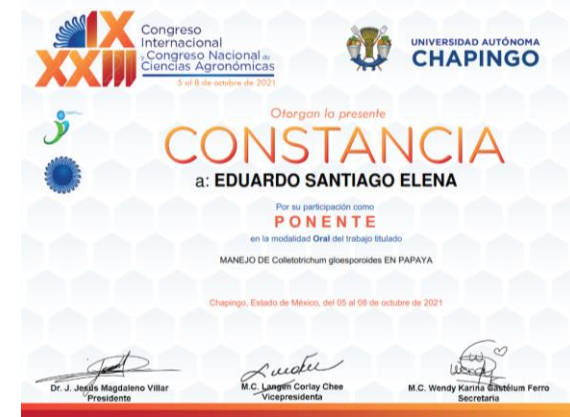 IX
XXIII
Congreso
Internacional
y Congreso Nacional de
Ciencias Agronómicas
5 al 8 de octubre de 2021
UNIVERSIDAD AUTÓNOMA
CHAPINGO
Otorgan la presente
CONSTANCIA
a: EDUARDO SANTIAGO ELENA
Por su participación como
PONENTE
en la modalidad Oral del trabajo titulado
MANEJO DE Colletotrichum gloesporoides EN PAPAYA
Chapingo, Estado de México, del 05 al 08 de octubre de 2021
Dr. J. Jesús Magdaleno Villar
Presidente
M.C. Langen Corlay Chee
Vicepresidenta
M.C. Wendy Karina Gastélum Ferro
Secretaria